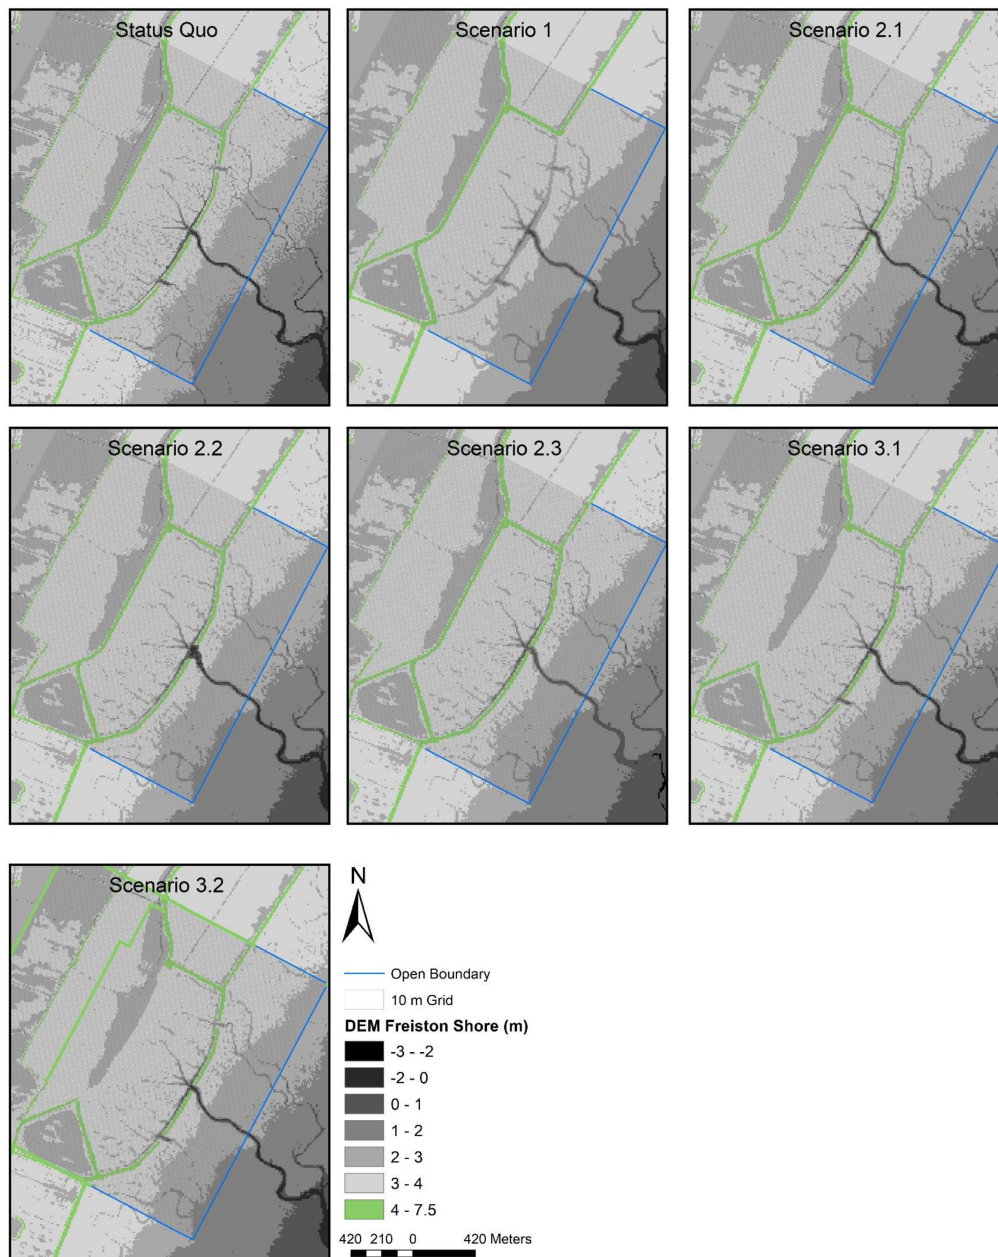 Status Quo
Scenario 1
Scenario 2.1
Scenario 2.2
Scenario 2.3
Scenario 3.1
Scenario 3.2
N
Open Boundary
10 m Grid
DEM Freiston Shore (m)
-3 - -2
-2 - 0
0 - 1
1 - 2
2 - 3
3 - 4
4 - 7.5
420 210 0 420 Meters